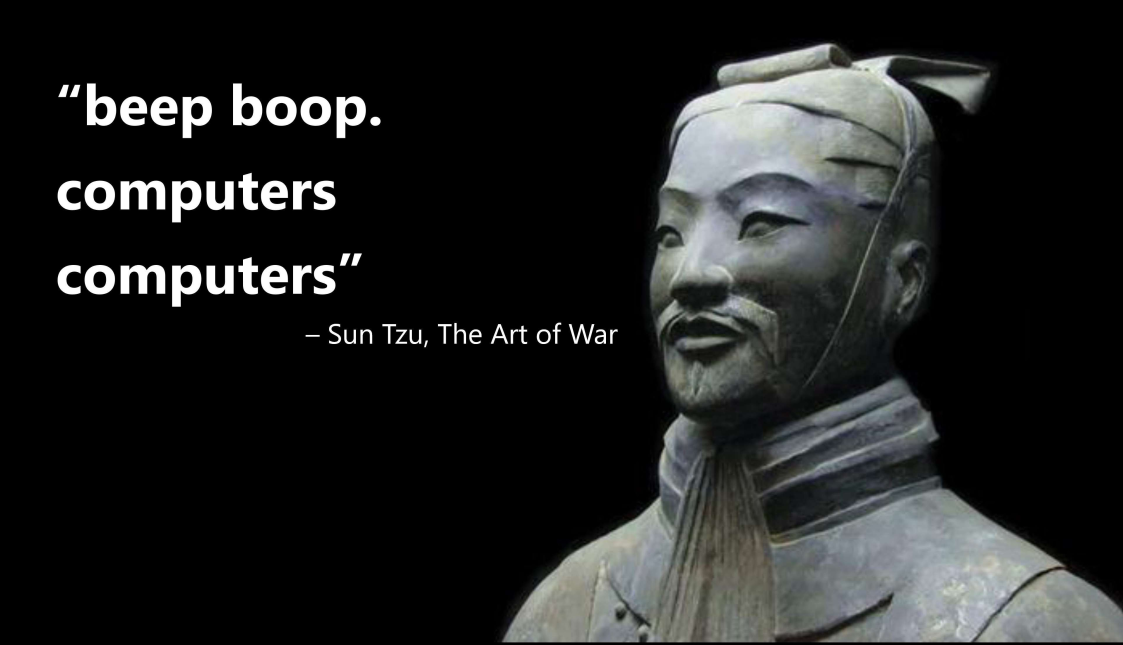 “beep boop.
computers
computers”
– Sun Tzu, The Art of War